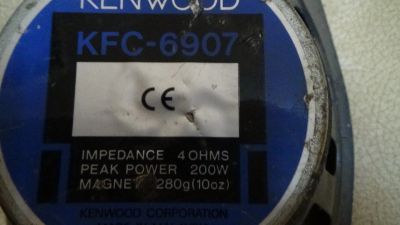 KENWOOD
KFC-6907
CE
IMPEDANCE 4 OHMS
PEAK POWER 200W
MAGNET 280g(10oz)
KENWOOD CORPORATION